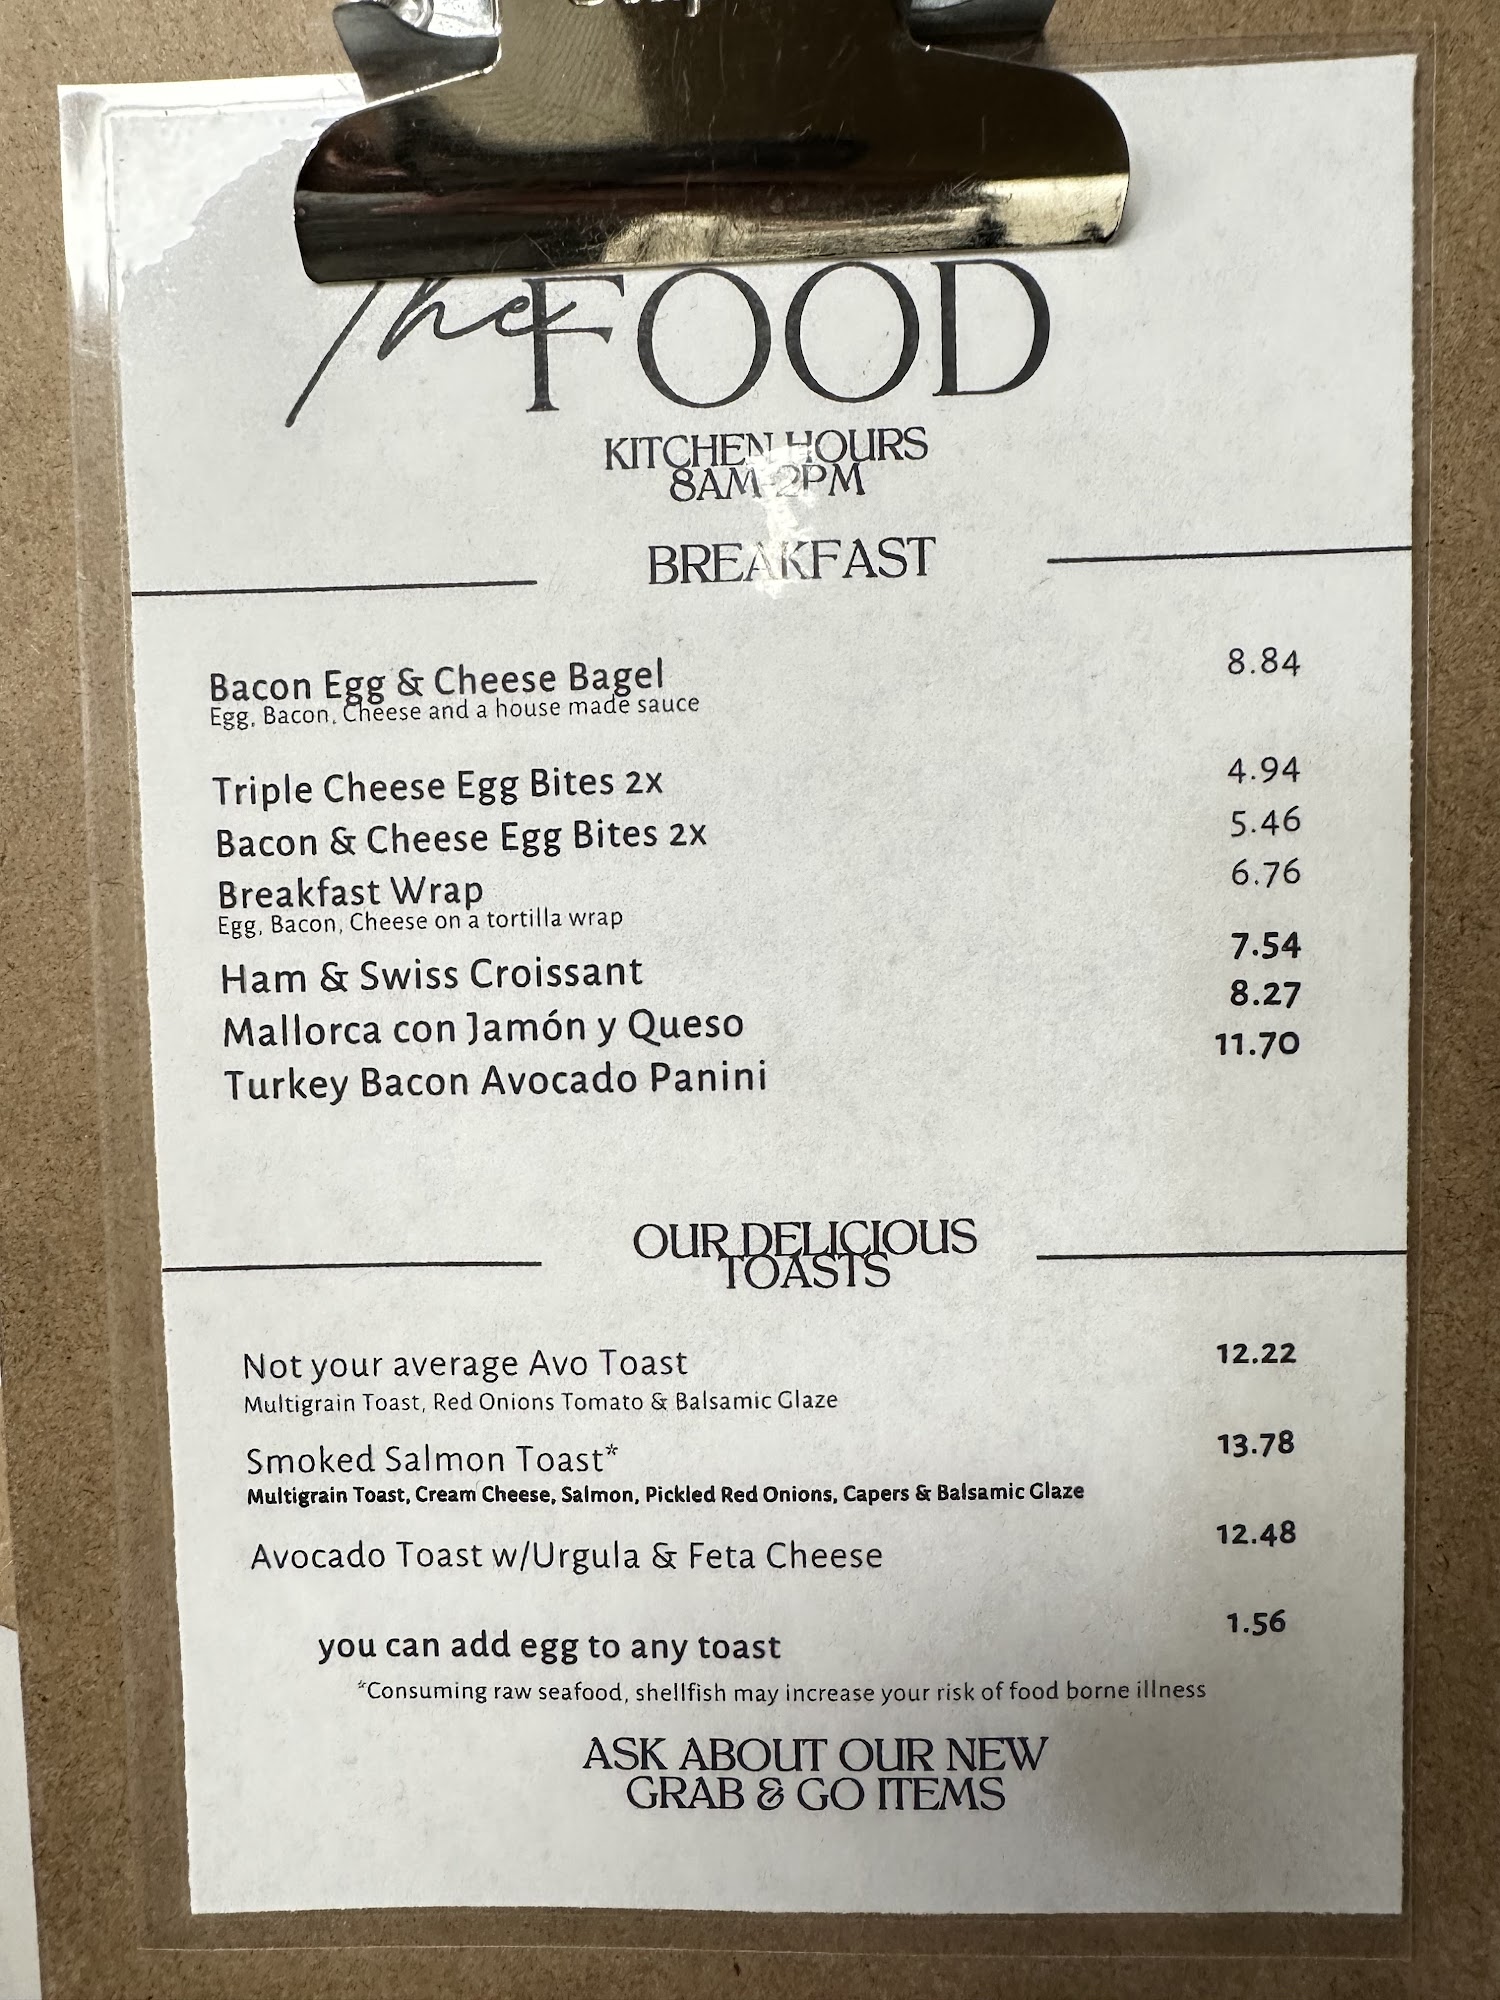 The FOOD
KITCHEN HOURS
8AM-2PM
BREAKFAST
Bacon Egg & Cheese Bagel 8.84
Egg, Bacon, Cheese and a house made sauce
Triple Cheese Egg Bites 2x 4.94
Bacon & Cheese Egg Bites 2x 5.46
Breakfast Wrap 6.76
Egg, Bacon, Cheese on a tortilla wrap
Ham & Swiss Croissant 7.54
Mallorca con Jamón y Queso 8.27
Turkey Bacon Avocado Panini 11.70
OUR DELICIOUS
TOASTS
Not your average Avo Toast 12.22
Multigrain Toast, Red Onions Tomato & Balsamic Glaze
Smoked Salmon Toast* 13.78
Multigrain Toast, Cream Cheese, Salmon, Pickled Red Onions, Capers & Balsamic Glaze
Avocado Toast w/Urgula & Feta Cheese 12.48
you can add egg to any toast 1.56
*Consuming raw seafood, shellfish may increase your risk of food borne illness
ASK ABOUT OUR NEW
GRAB & GO ITEMS